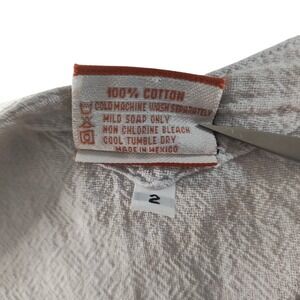 100% COTTON
COLD MACHINE WASH SEPARATELY
MILD SOAP ONLY
NON CHLORINE BLEACH
COOL TUMBLE DRY
MADE IN MEXICO
2